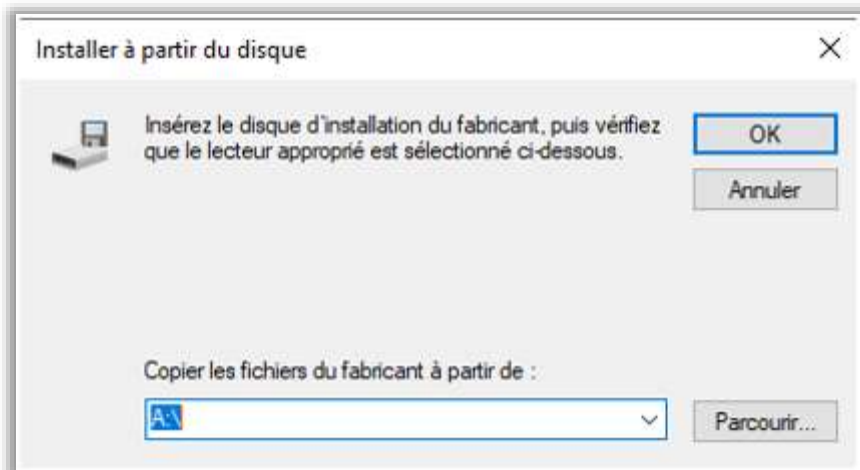 Installer à partir du disque
Insérez le disque d'installation du fabricant, puis vérifiez
que le lecteur approprié est sélectionné ci-dessous.
OK
Annuler
Copier les fichiers du fabricant à partir de :
A:\
Parcourir...